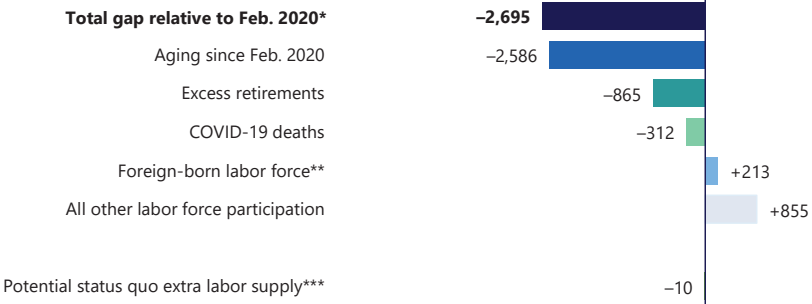 Total gap relative to Feb. 2020* –2,695
Aging since Feb. 2020 –2,586
Excess retirements –865
COVID-19 deaths –312
Foreign-born labor force** +213
All other labor force participation +855
Potential status quo extra labor supply*** –10